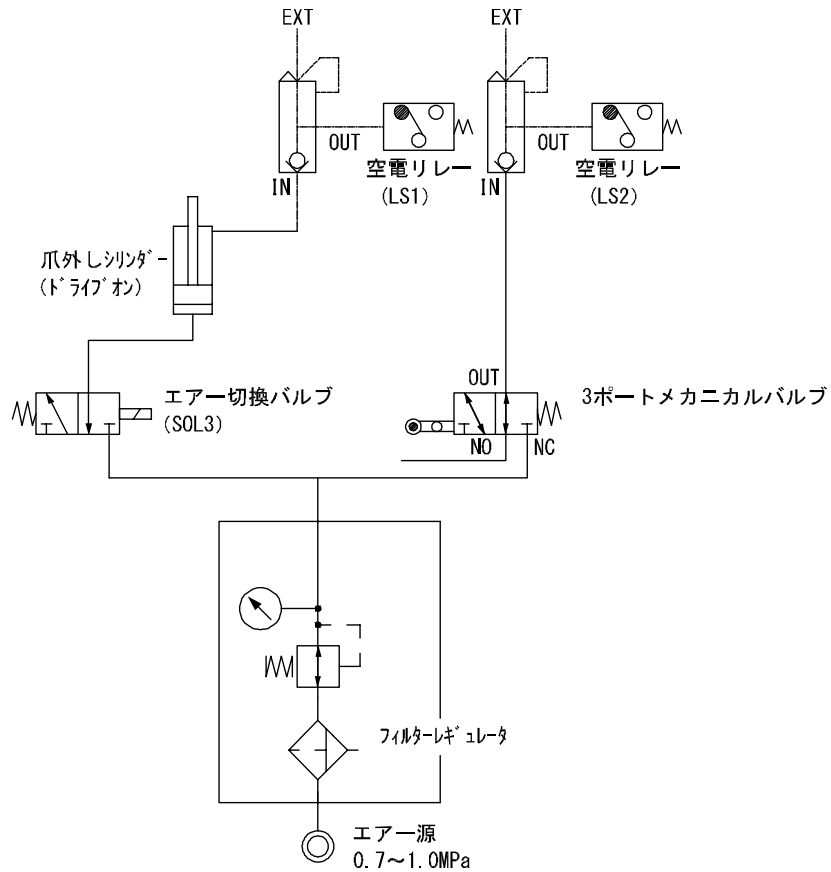 EXT
EXT
OUT
OUT
IN
IN
空電リレー
(LS1)
空電リレー
(LS2)
爪外しｼﾘﾝﾀﾞｰ
(ﾄﾞﾗｲﾌﾞｵﾝ)
エアー切換バルブ
(SOL3)
OUT
3ポートメカニカルバルブ
NO
NC
ﾌｨﾙﾀｰﾚｷﾞｭﾚｰﾀ
エアー源
0.7～1.0MPa